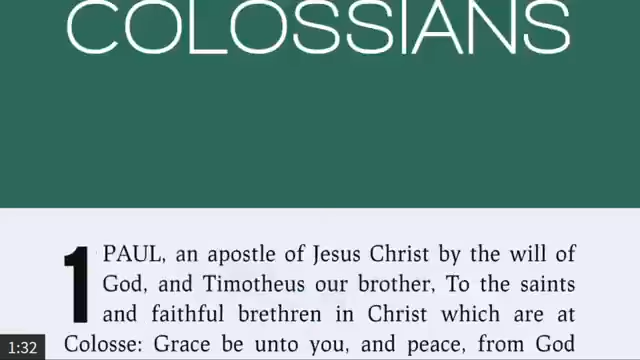 COLOSSIANS
1 PAUL, an apostle of Jesus Christ by the will of
God, and Timotheus our brother, To the saints
and faithful brethren in Christ which are at
Colosse: Grace be unto you, and peace, from God
1:32